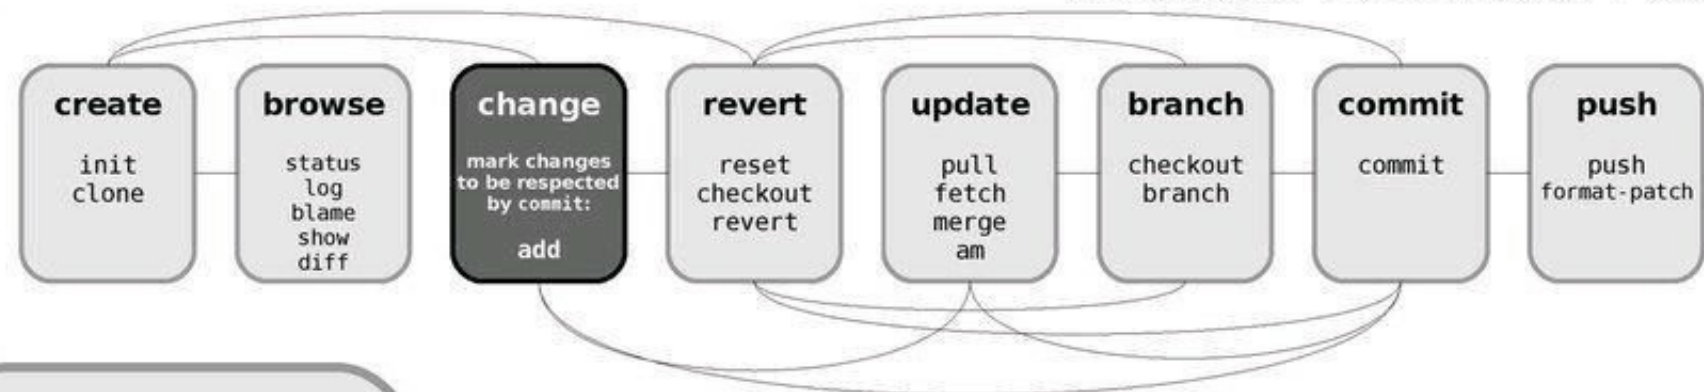 create
init
clone
browse
status
log
blame
show
diff
change
mark changes
to be respected
by commit:
add
revert
reset
checkout
revert
update
pull
fetch
merge
am
branch
checkout
branch
commit
commit
push
push
format-patch